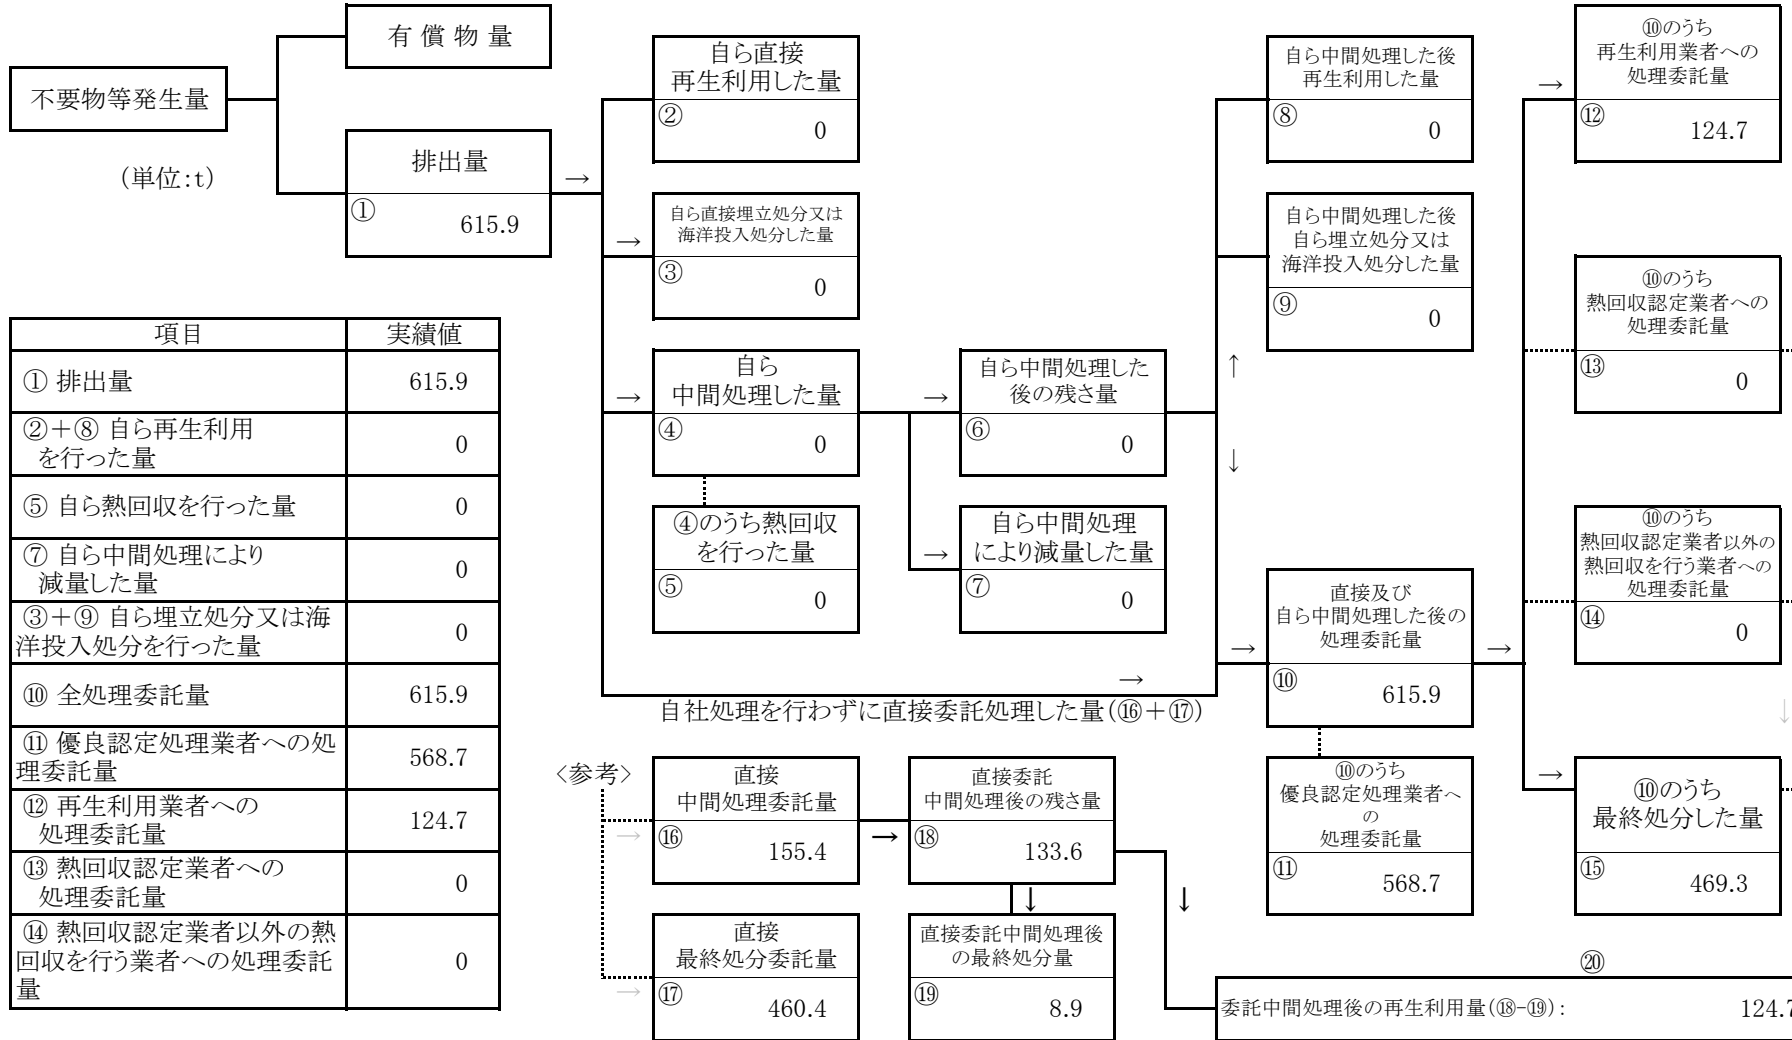 有 償 物 量
不要物等発生量
(単位:t)
排出量
①
615.9
→
自ら直接
再生利用した量
②
0
→
自ら直接埋立処分又は
海洋投入処分した量
③
0
→
自ら
中間処理した量
④
0
④のうち熱回収
を行った量
⑤
0
→
自ら中間処理した
後の残さ量
⑥
0
→
自ら中間処理
により減量した量
⑦
0
自ら中間処理した後
再生利用した量
⑧
0
自ら中間処理した後
自ら埋立処分又は
海洋投入処分した量
⑨
0
↑
↓
→
自社処理を行わずに直接委託処理した量(⑯+⑰)
→
直接及び
自ら中間処理した後の
処理委託量
⑩
615.9
→
⑩のうち
優良認定処理業者へ
の
処理委託量
⑪
568.7
→
⑩のうち
再生利用業者への
処理委託量
⑫
124.7
⑩のうち
熱回収認定業者への
処理委託量
⑬
0
⑩のうち
熱回収認定業者以外の
熱回収を行う業者への
処理委託量
⑭
0
↓
→
⑩のうち
最終処分した量
⑮
469.3
項目 実績値
① 排出量 615.9
②+⑧ 自ら再生利用
を行った量 0
⑤ 自ら熱回収を行った量 0
⑦ 自ら中間処理により
減量した量 0
③+⑨ 自ら埋立処分又は海
洋投入処分を行った量 0
⑩ 全処理委託量 615.9
⑪ 優良認定処理業者への処
理委託量 568.7
⑫ 再生利用業者への
処理委託量 124.7
⑬ 熱回収認定業者への
処理委託量 0
⑭ 熱回収認定業者以外の熱
回収を行う業者への処理委託
量 0
<参考>
→
直接
中間処理委託量
⑯
155.4
→
直接委託
中間処理後の残さ量
⑱
133.6
↓
↓
→
直接
最終処分委託量
⑰
460.4
直接委託中間処理後
の最終処分量
⑲
8.9
⑳
委託中間処理後の再生利用量(⑱-⑲): 124.7